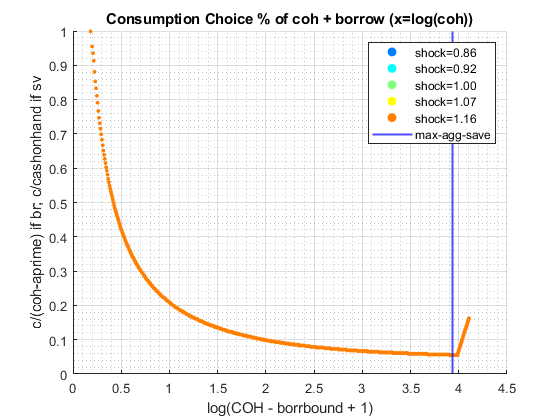 Consumption Choice % of coh + borrow (x=log(coh))
c/(coh-aprime) if br, c/cashonhand if sv
1
0.9
0.8
0.7
0.6
0.5
0.4
0.3
0.2
0.1
0
shock=0.86
shock=0.92
shock=1.00
shock=1.07
shock=1.16
max-agg-save
0 0.5 1 1.5 2 2.5 3 3.5 4 4.5
log(COH - borrbound + 1)